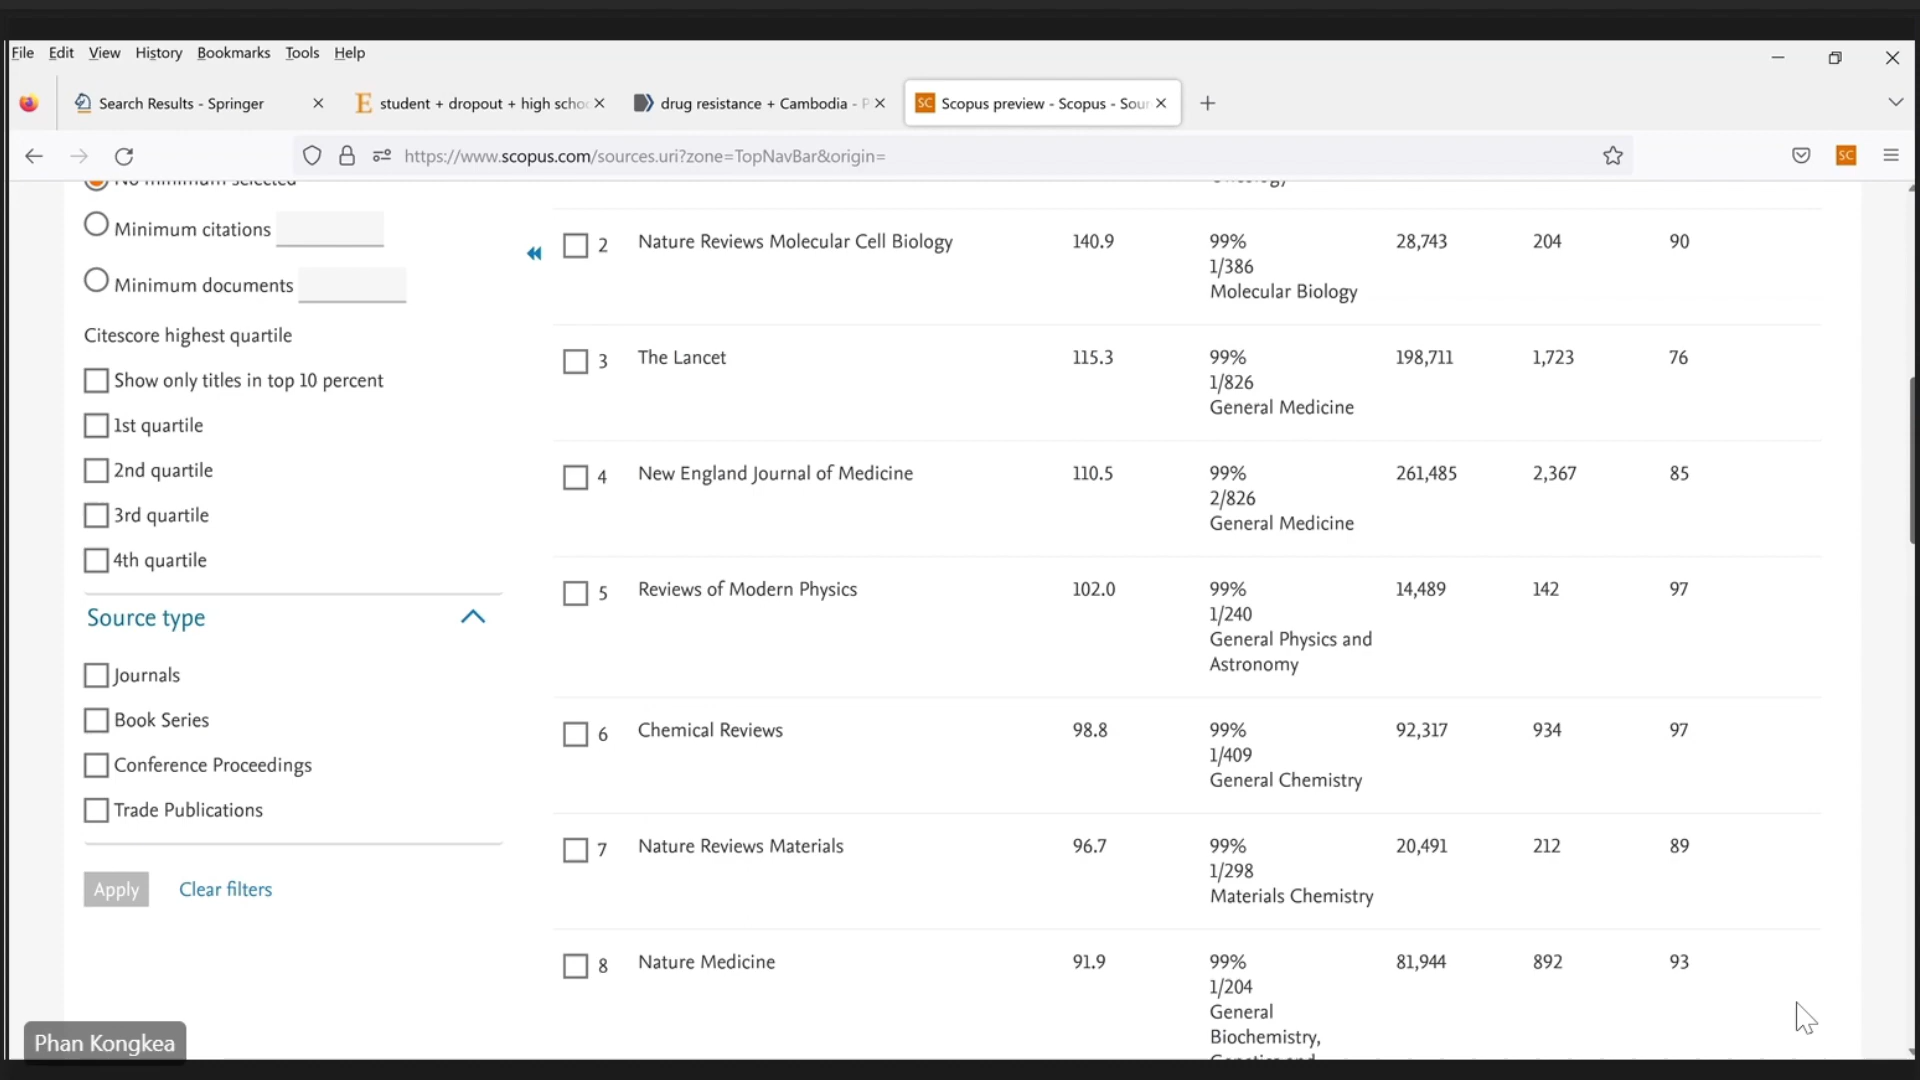 File Edit View History Bookmarks Tools Help
Search Results - Springer
student + dropout + high scho
drug resistance + Cambodia - P
SC Scopus preview - Scopus - Sour
https://www.scopus.com/sources.uri?zone=TopNavBar&origin=
SC
No minimum selected
Minimum citations
Minimum documents
Citescore highest quartile
Show only titles in top 10 percent
1st quartile
2nd quartile
3rd quartile
4th quartile
Source type
Journals
Book Series
Conference Proceedings
Trade Publications
Apply Clear filters
Oncology
2 Nature Reviews Molecular Cell Biology 140.9 99% 28,743 204 90
1/386
Molecular Biology
3 The Lancet 115.3 99% 198,711 1,723 76
1/826
General Medicine
4 New England Journal of Medicine 110.5 99% 261,485 2,367 85
2/826
General Medicine
5 Reviews of Modern Physics 102.0 99% 14,489 142 97
1/240
General Physics and
Astronomy
6 Chemical Reviews 98.8 99% 92,317 934 97
1/409
General Chemistry
7 Nature Reviews Materials 96.7 99% 20,491 212 89
1/298
Materials Chemistry
8 Nature Medicine 91.9 99% 81,944 892 93
1/204
General
Biochemistry,
Genetics and
Phan Kongkea